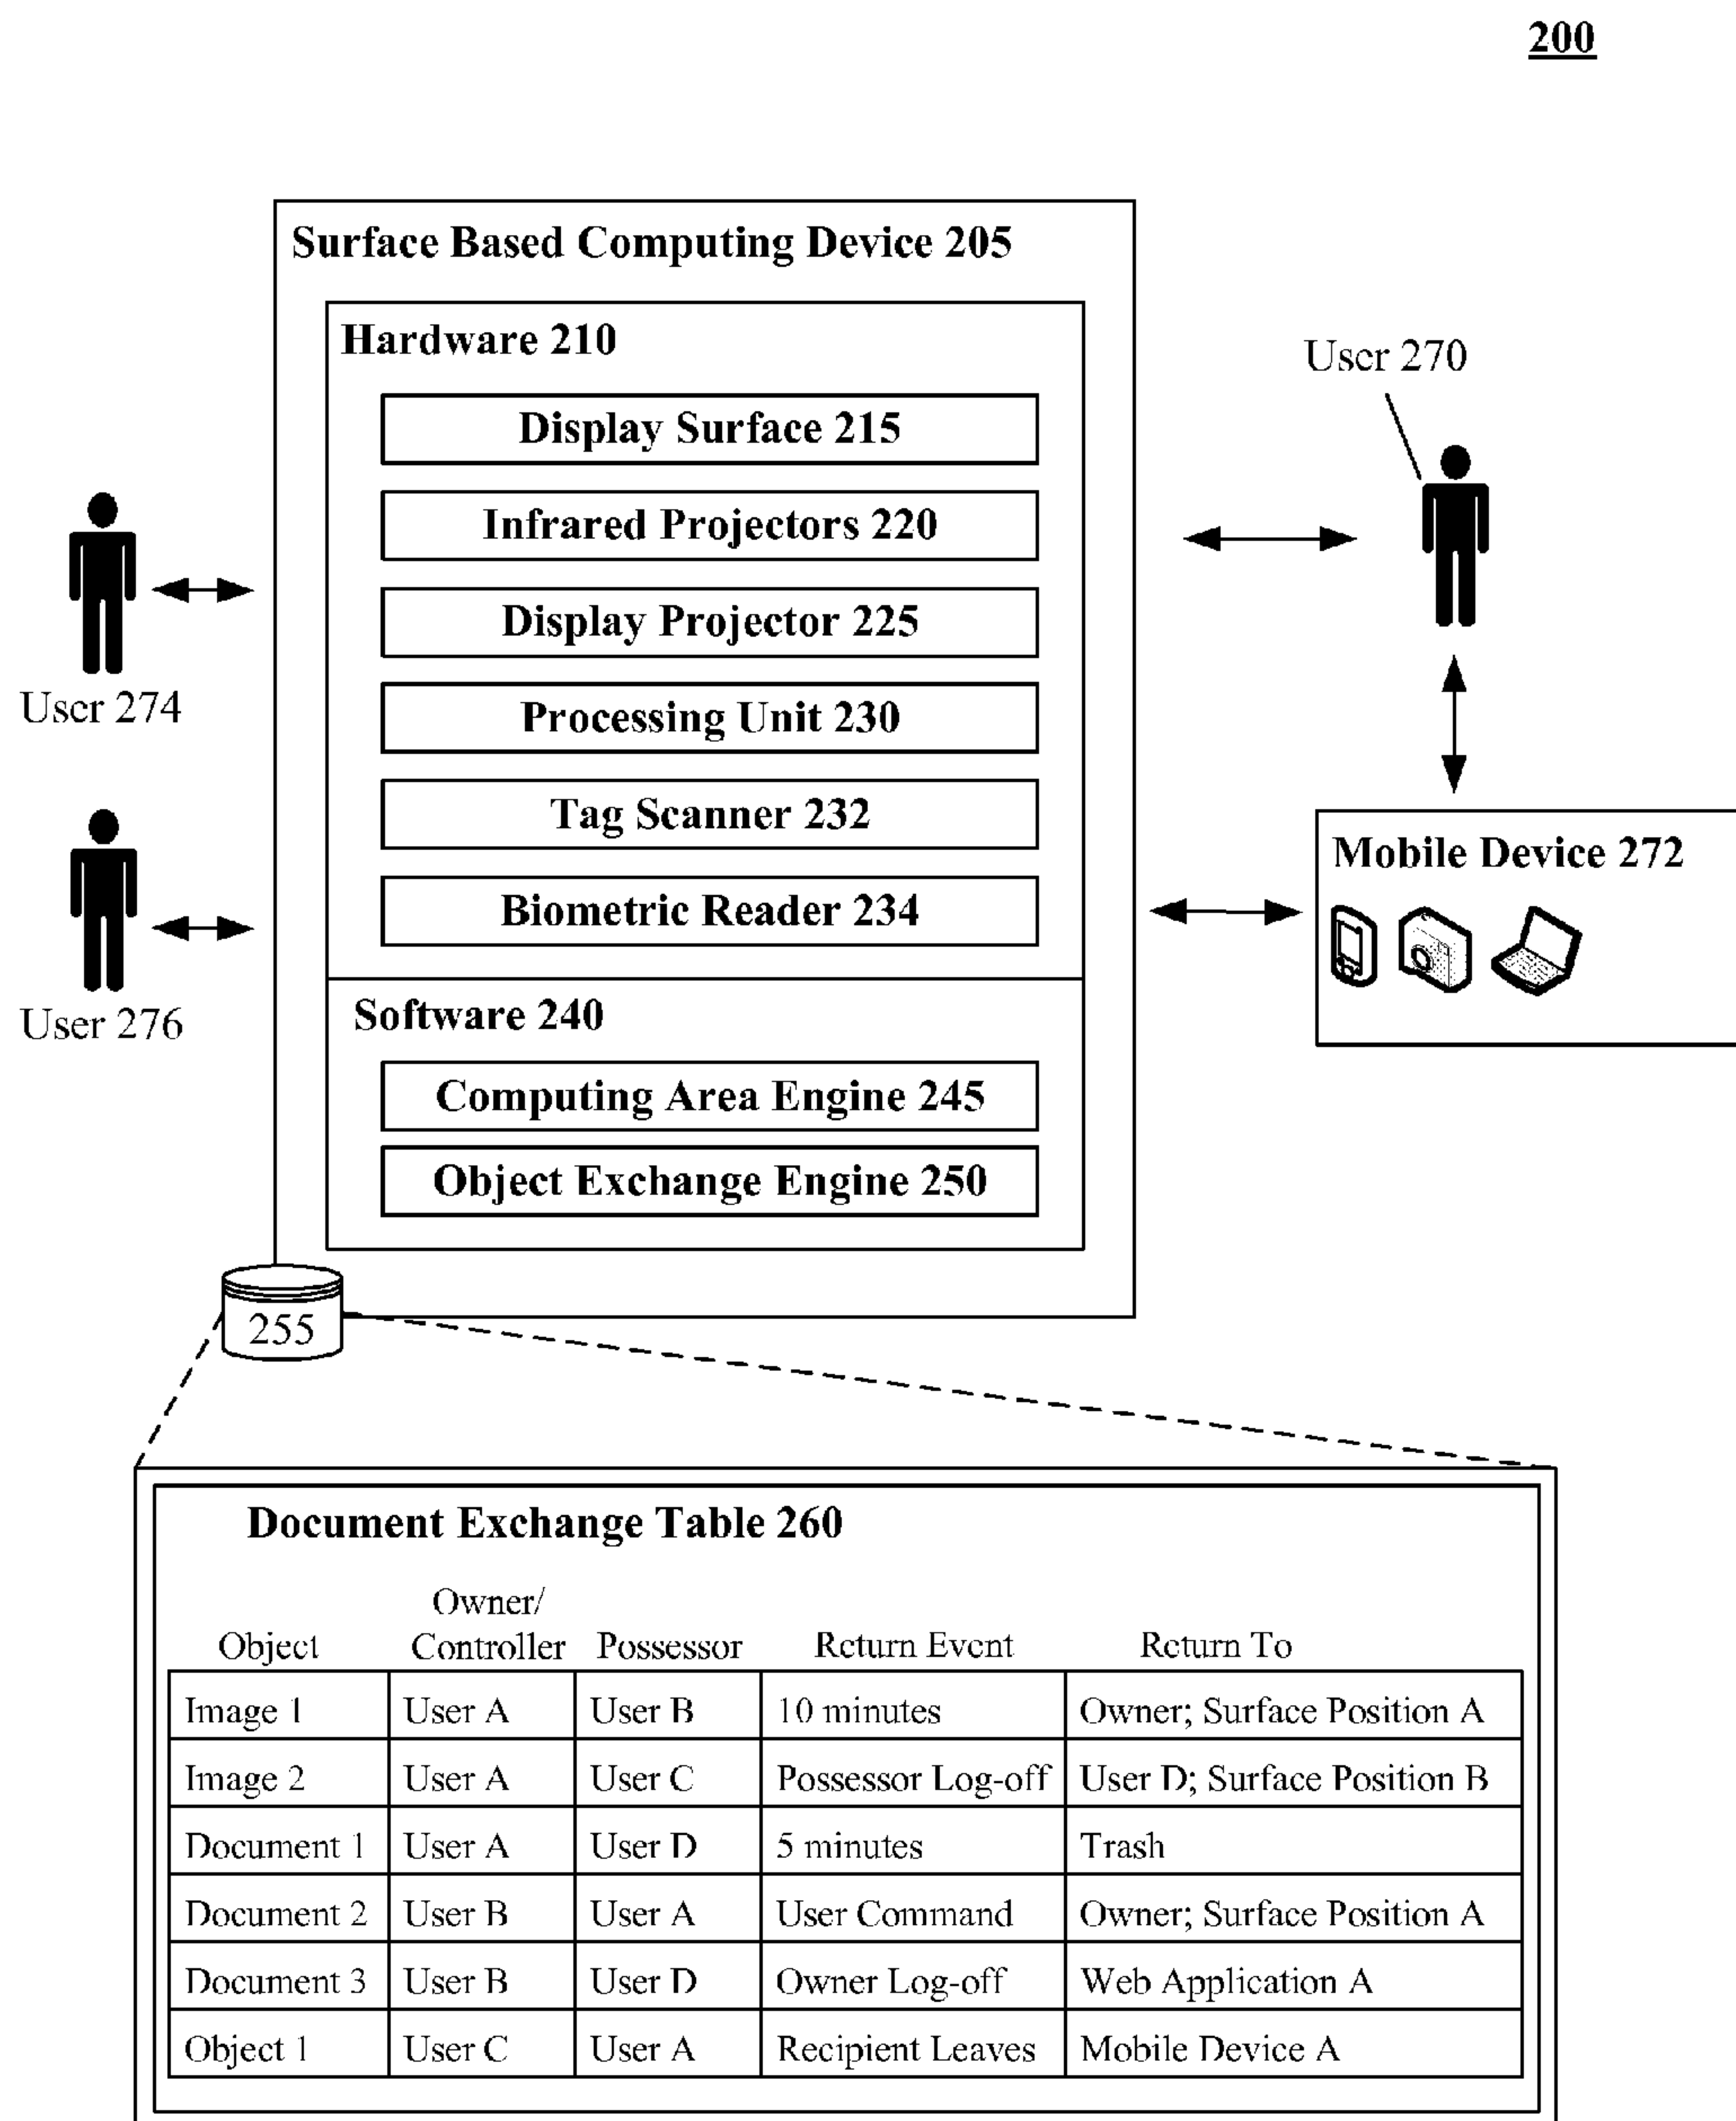 200
Surface Based Computing Device 205
Hardware 210
Display Surface 215
Infrared Projectors 220
Display Projector 225
Processing Unit 230
Tag Scanner 232
Biometric Reader 234
Software 240
Computing Area Engine 245
Object Exchange Engine 250
User 274
User 276
User 270
Mobile Device 272
255
Document Exchange Table 260
Object Owner/ Controller Possessor Return Event Return To
Image 1 User A User B 10 minutes Owner; Surface Position A
Image 2 User A User C Possessor Log-off User D; Surface Position B
Document 1 User A User D 5 minutes Trash
Document 2 User B User A User Command Owner; Surface Position A
Document 3 User B User D Owner Log-off Web Application A
Object 1 User C User A Recipient Leaves Mobile Device A